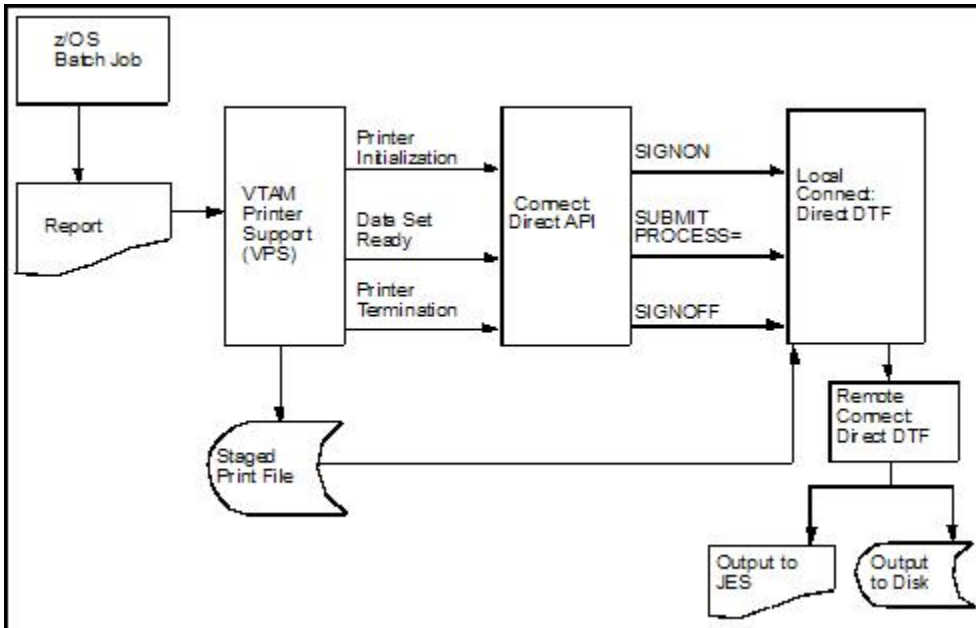 z/OS
Batch Job
Report
VTAM
Printer
Support
(VPS)
Printer
Initialization
Data Set
Ready
Printer
Termination
Connect:
Direct API
SIGNON
SUBMIT
PROCESS=
SIGNOFF
Local
Connect:
Direct DTF
Staged
Print File
Remote
Connect:
Direct DTF
Output to
JES
Output
to Disk